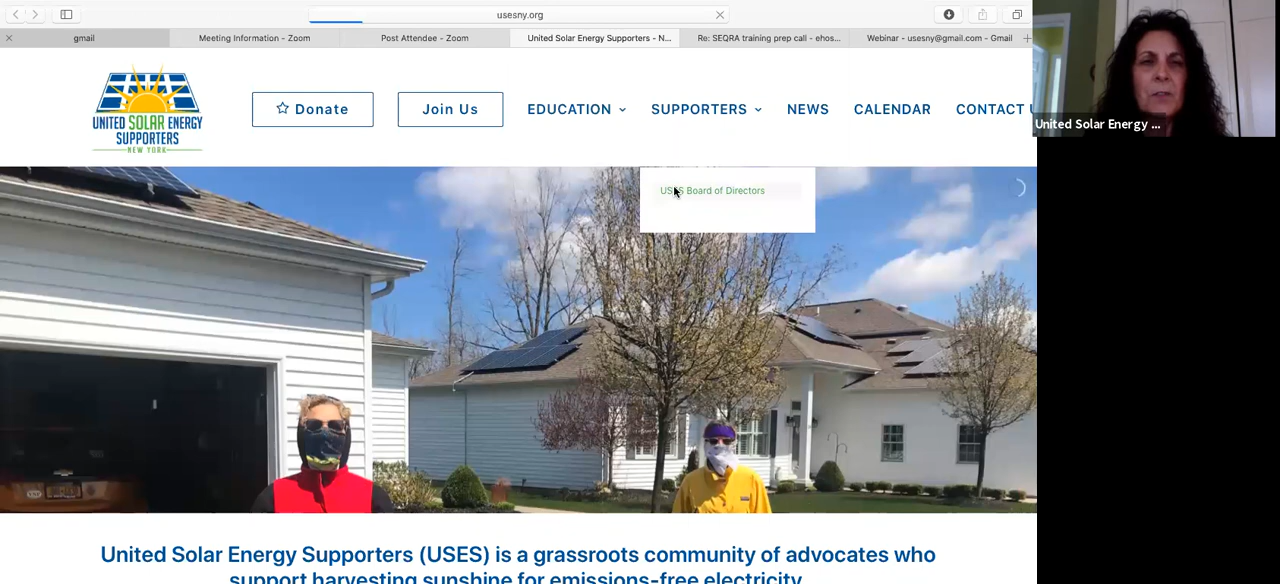 usesny.org
gmail
Meeting Information - Zoom
Post Attendee - Zoom
United Solar Energy Supporters - N...
Re: SEQRA training prep call - ehos...
Webinar - usesny@gmail.com - Gmail
UNITED SOLAR ENERGY
SUPPORTERS
NEW YORK
Donate
Join Us
EDUCATION
SUPPORTERS
NEWS
CALENDAR
CONTACT U
United Solar Energy ...
USES Board of Directors
United Solar Energy Supporters (USES) is a grassroots community of advocates who
support harvesting sunshine for emissions-free electricity